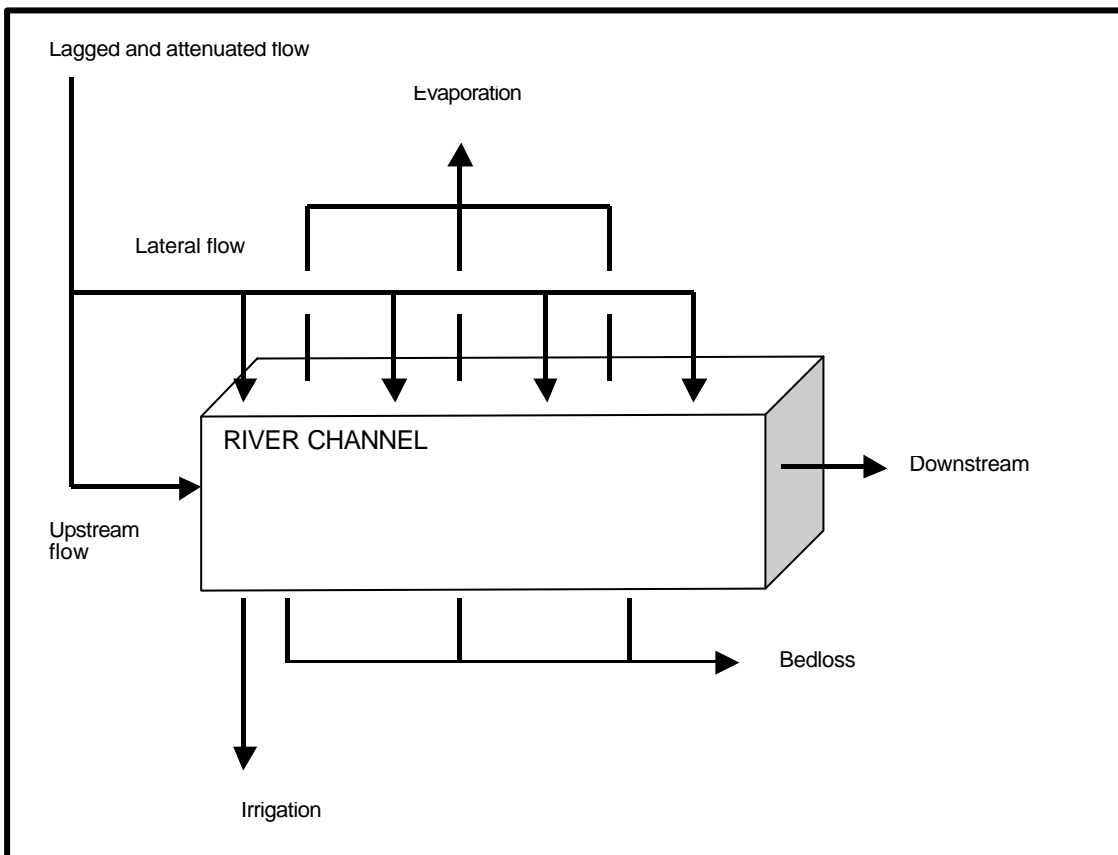 Lagged and attenuated flow
Evaporation
Lateral flow
RIVER CHANNEL
Downstream
Upstream
flow
Bedloss
Irrigation